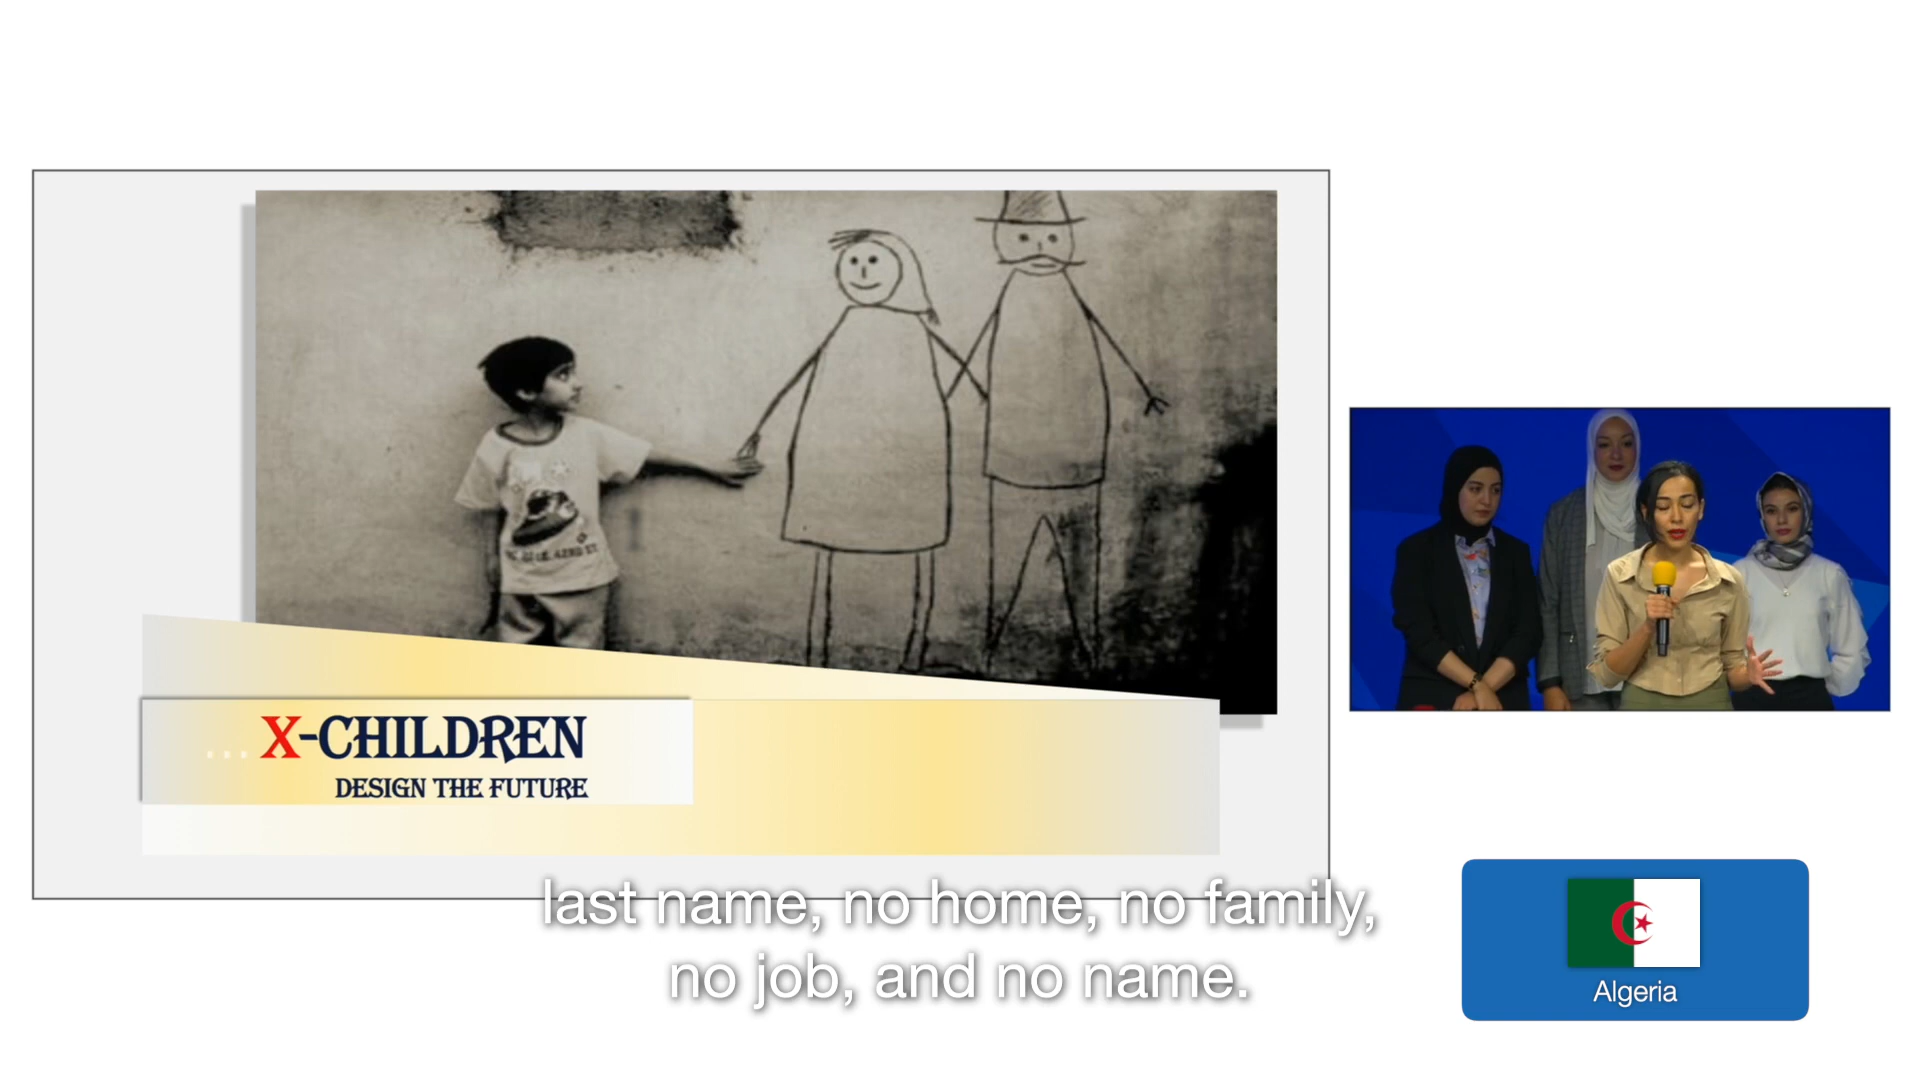 ... X-CHILDREN
DESIGN THE FUTURE
last name, no home, no family,
no job, and no name.
Algeria